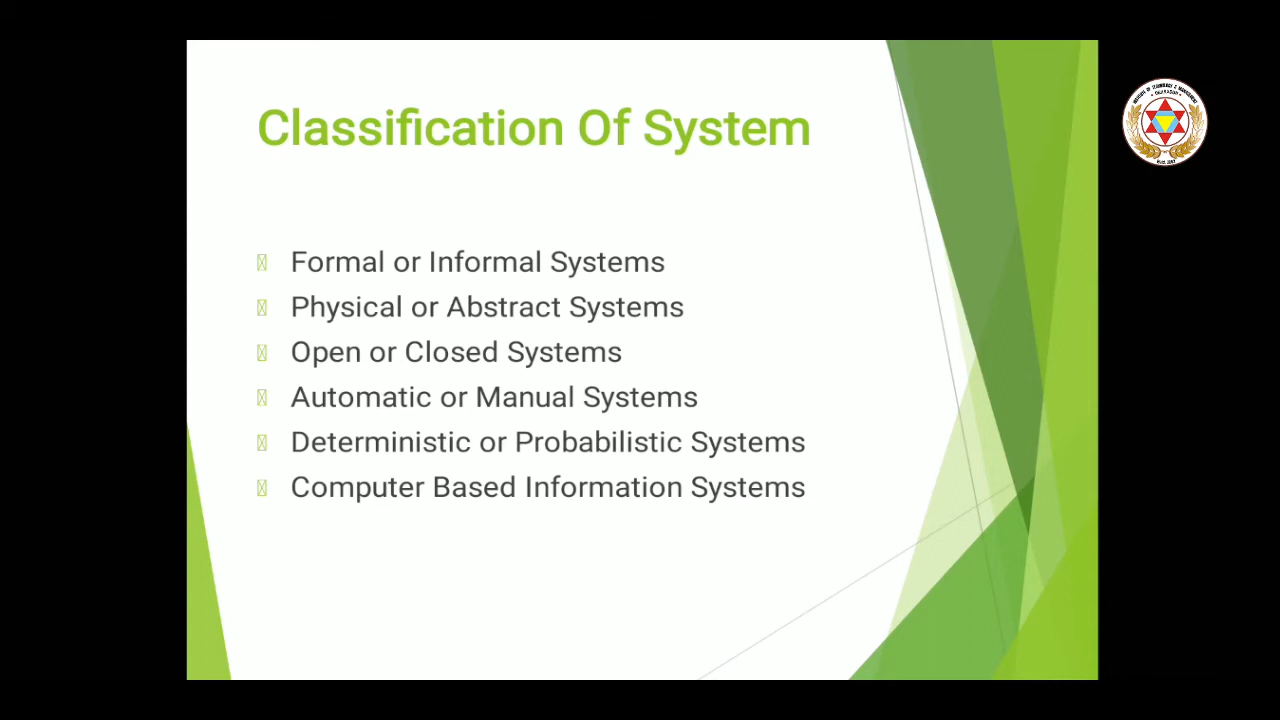 Classification Of System
Formal or Informal Systems
Physical or Abstract Systems
Open or Closed Systems
Automatic or Manual Systems
Deterministic or Probabilistic Systems
Computer Based Information Systems